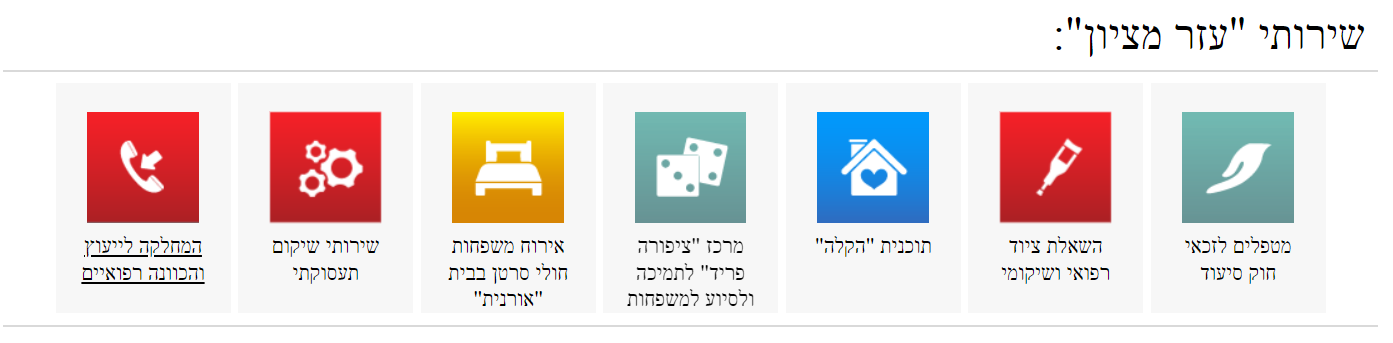 שירותי "עזר מציון":
מטפלים לזכאי
חוק סיעוד
השאלת ציוד
רפואי ושיקומי
תוכנית "הקלה"
מרכז "ציפורה
פריד" לתמיכה
ולסיוע למשפחות
אירוח משפחות
חולי סרטן בבית
"אורנית"
שירותי שיקום
תעסוקתי
המחלקה לייעוץ
והכוונה רפואיים